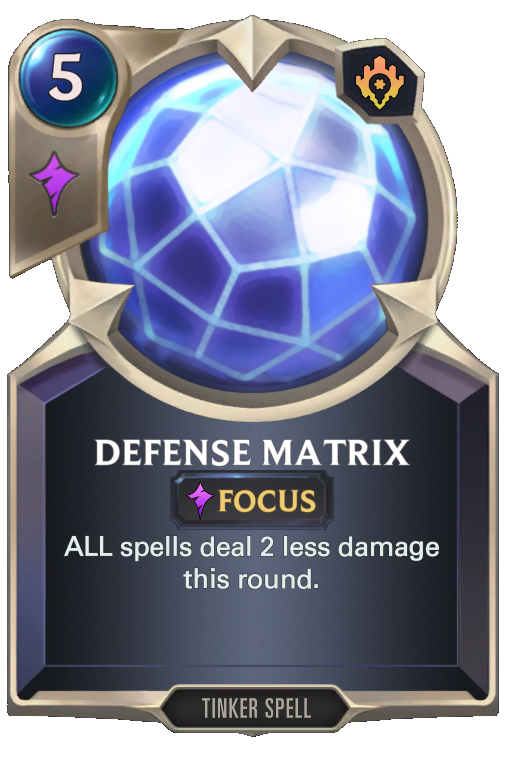 5
DEFENSE MATRIX
FOCUS
ALL spells deal 2 less damage
this round.
TINKER SPELL